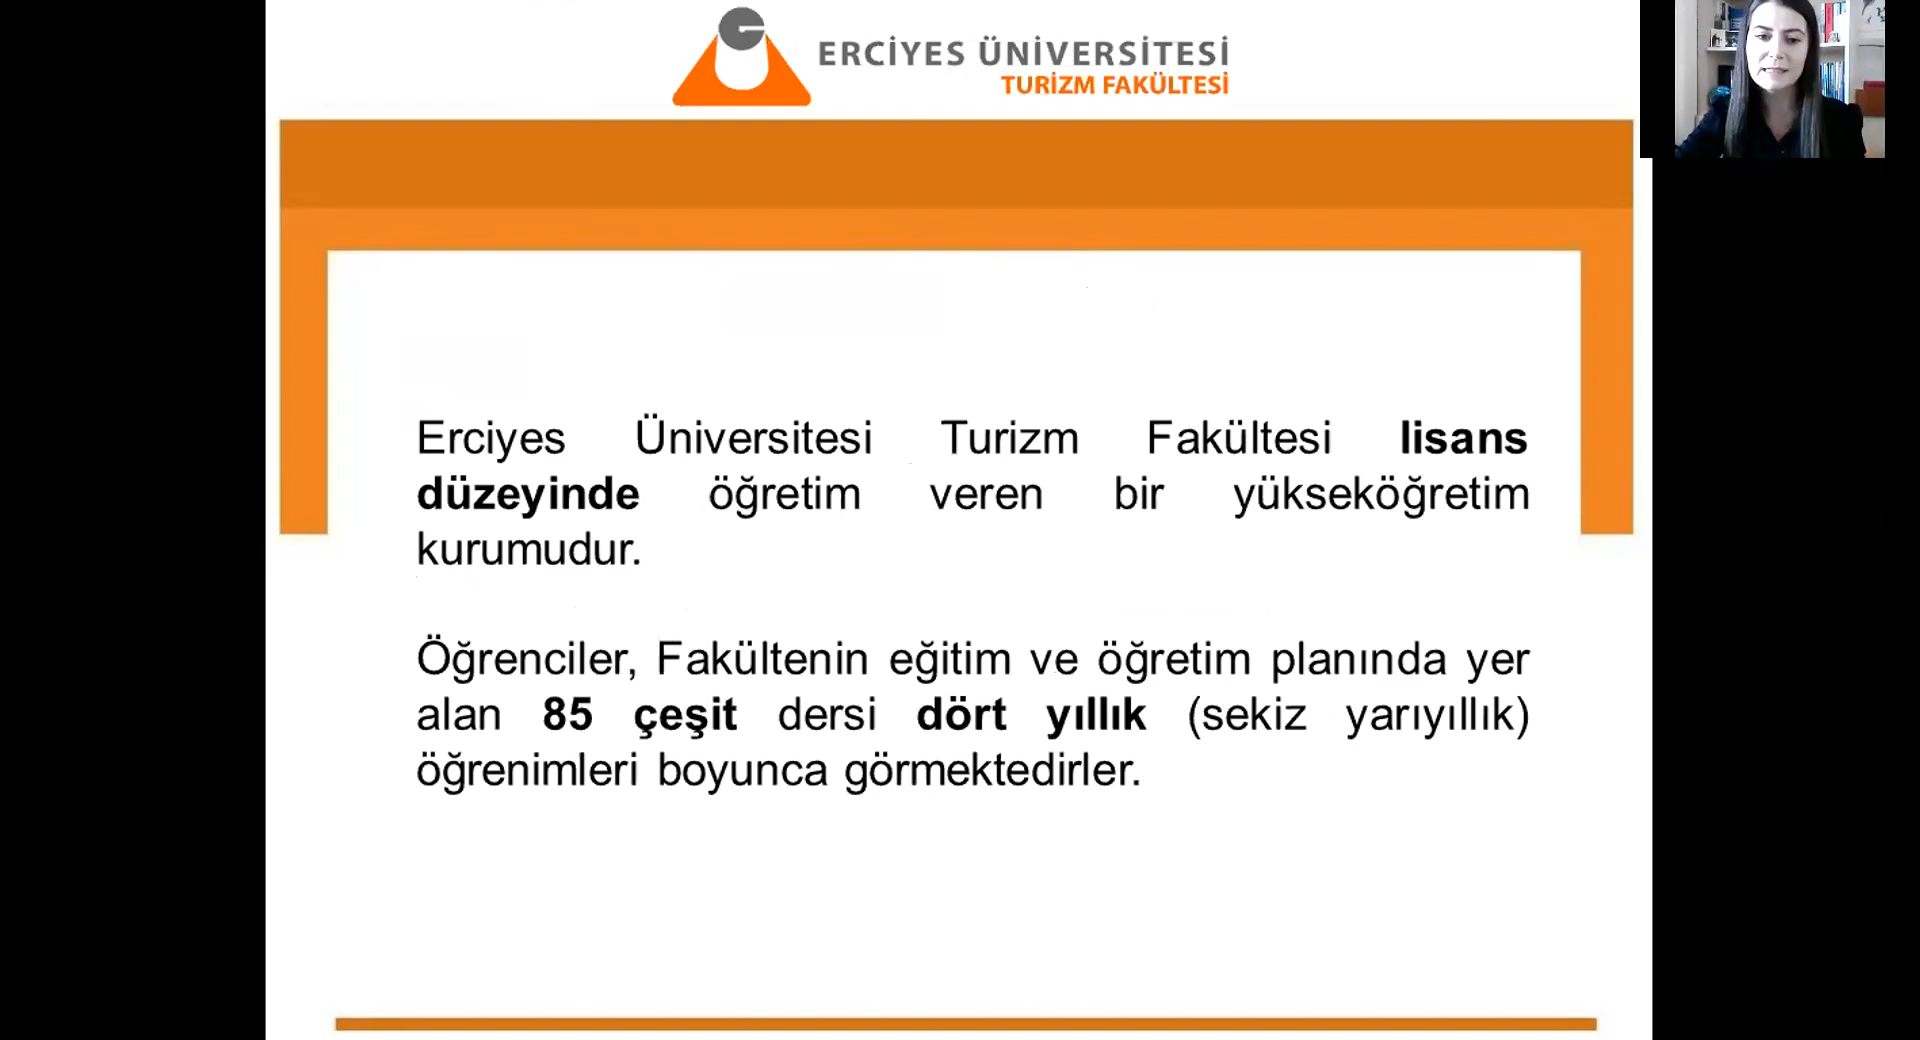 ERCİYES ÜNİVERSİTESİ
TURİZM FAKÜLTESİ
Erciyes Üniversitesi Turizm Fakültesi lisans
düzeyinde öğretim veren bir yükseköğretim
kurumudur.
Öğrenciler, Fakültenin eğitim ve öğretim planında yer
alan 85 çeşit dersi dört yıllık (sekiz yarıyıllık)
öğrenimleri boyunca görmektedirler.